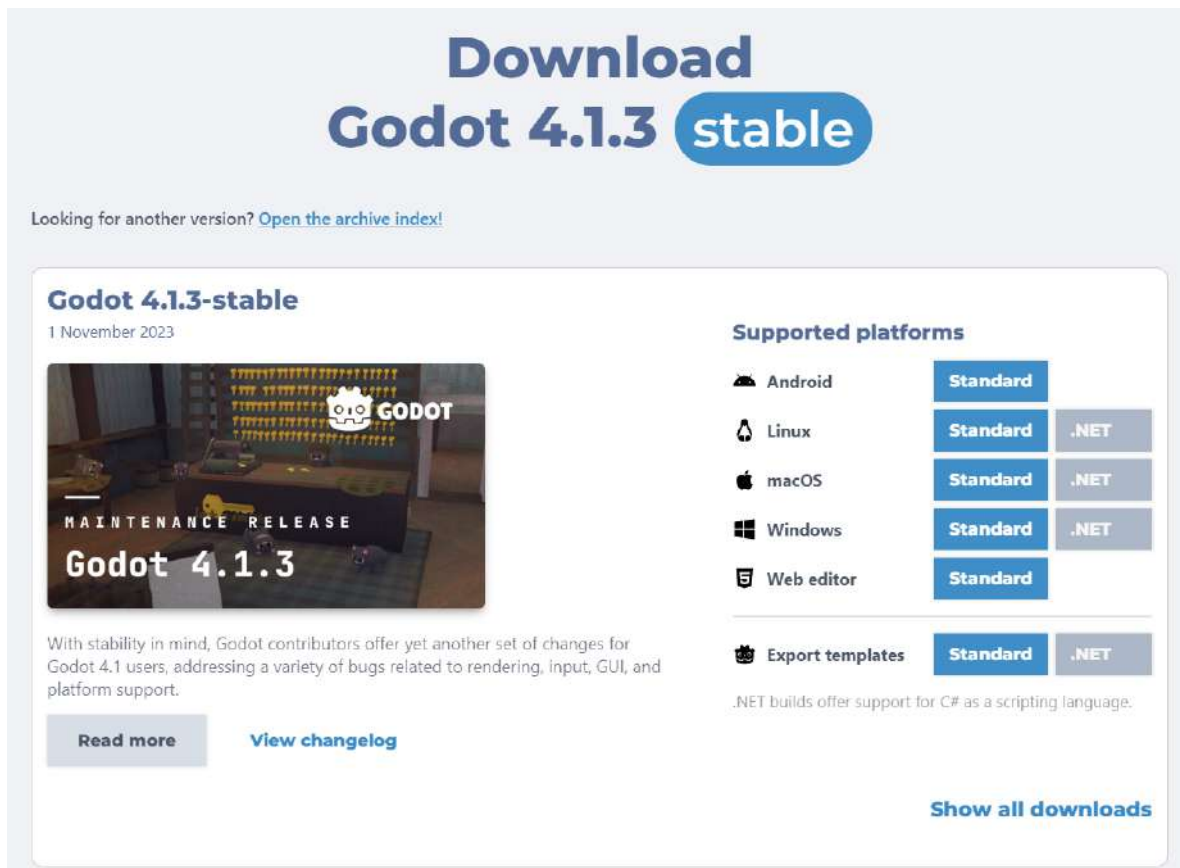 Download
Godot 4.1.3 stable
Looking for another version? Open the archive index!
Godot 4.1.3-stable
1 November 2023
GODOT
MAINTENANCE RELEASE
Godot 4.1.3
With stability in mind, Godot contributors offer yet another set of changes for
Godot 4.1 users, addressing a variety of bugs related to rendering, input, GUI, and
platform support.
Read more View changelog
Supported platforms
Android Standard
Linux Standard .NET
macOS Standard .NET
Windows Standard .NET
Web editor Standard
Export templates Standard .NET
.NET builds offer support for C# as a scripting language.
Show all downloads